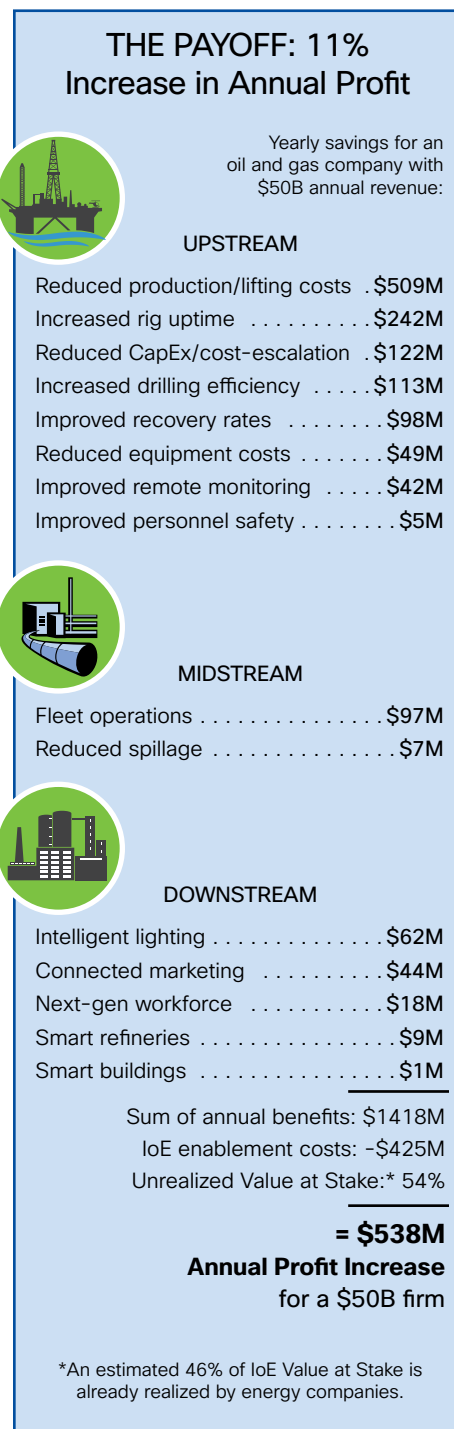 THE PAYOFF: 11%
Increase in Annual Profit
Yearly savings for an
oil and gas company with
$50B annual revenue:
UPSTREAM
Reduced production/lifting costs . $509M
Increased rig uptime . . . . . . . . . . $242M
Reduced CapEx/cost-escalation . $122M
Increased drilling efficiency . . . . . $113M
Improved recovery rates . . . . . . . . $98M
Reduced equipment costs . . . . . . . $49M
Improved remote monitoring . . . . . $42M
Improved personnel safety . . . . . . . . $5M
MIDSTREAM
Fleet operations . . . . . . . . . . . . . . . $97M
Reduced spillage . . . . . . . . . . . . . . . $7M
DOWNSTREAM
Intelligent lighting . . . . . . . . . . . . . . $62M
Connected marketing . . . . . . . . . . $44M
Next-gen workforce . . . . . . . . . . . $18M
Smart refineries . . . . . . . . . . . . . . . . $9M
Smart buildings . . . . . . . . . . . . . . . . $1M
Sum of annual benefits: $1418M
IoE enablement costs: -$425M
Unrealized Value at Stake:* 54%
= $538M
Annual Profit Increase
for a $50B firm
*An estimated 46% of IoE Value at Stake is
already realized by energy companies.